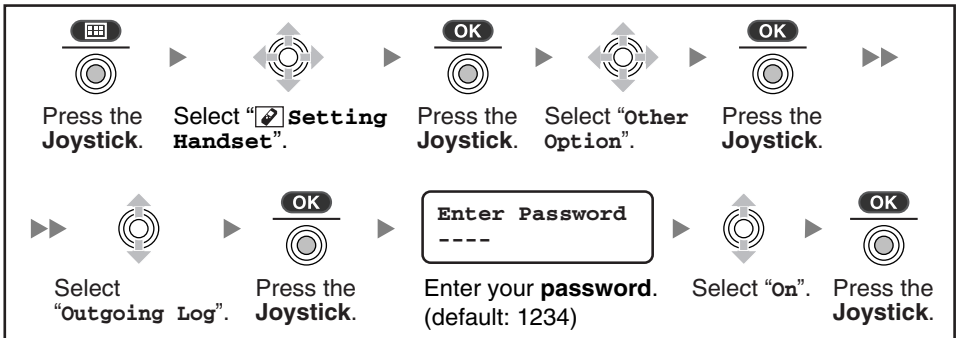 OK
OK
Press the
Joystick.
Select "Setting
Handset".
Press the
Joystick.
Select "Other
Option".
Press the
Joystick.
OK
Enter Password
----
OK
Select
"Outgoing Log".
Press the
Joystick.
Enter your password.
(default: 1234)
Select "On".
Press the
Joystick.